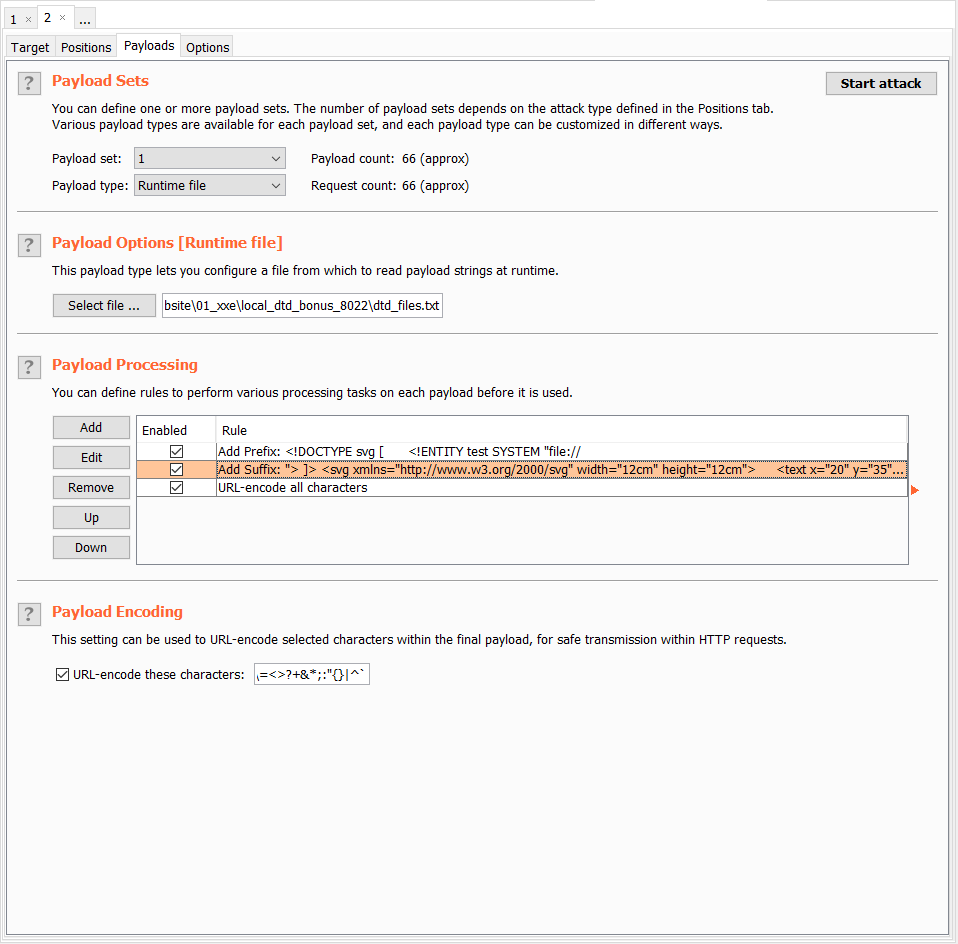 1 × 2 × ...
Target Positions Payloads Options
? Payload Sets Start attack
You can define one or more payload sets. The number of payload sets depends on the attack type defined in the Positions tab.
Various payload types are available for each payload set, and each payload type can be customized in different ways.
Payload set: 1 Payload count: 66 (approx)
Payload type: Runtime file Request count: 66 (approx)
? Payload Options [Runtime file]
This payload type lets you configure a file from which to read payload strings at runtime.
Select file ... bsite\01_xxe\local_dtd_bonus_8022\dtd_files.txt
? Payload Processing
You can define rules to perform various processing tasks on each payload before it is used.
Add
Edit
Remove
Up
Down
Enabled Rule
Add Prefix: <!DOCTYPE svg [ <!ENTITY test SYSTEM "file://
Add Suffix: "> ]> <svg xmlns="http://www.w3.org/2000/svg" width="12cm" height="12cm"> <text x="20" y="35"...
URL-encode all characters
? Payload Encoding
This setting can be used to URL-encode selected characters within the final payload, for safe transmission within HTTP requests.
URL-encode these characters: \=<>?+&*;:"{}|^`